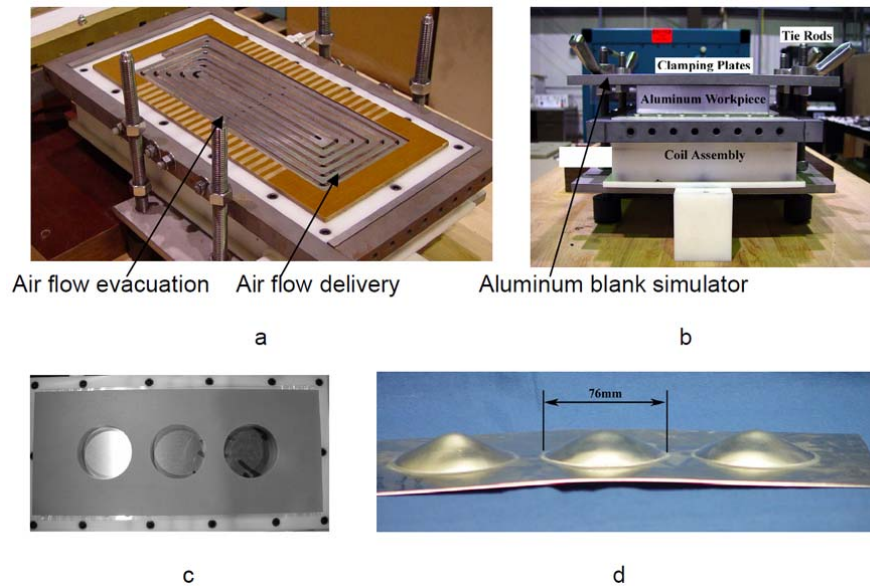 Tie Rods
Clamping Plates
Aluminum Workpiece
Coil Assembly
Air flow evacuation
Air flow delivery
Aluminum blank simulator
a
b
76mm
c
d